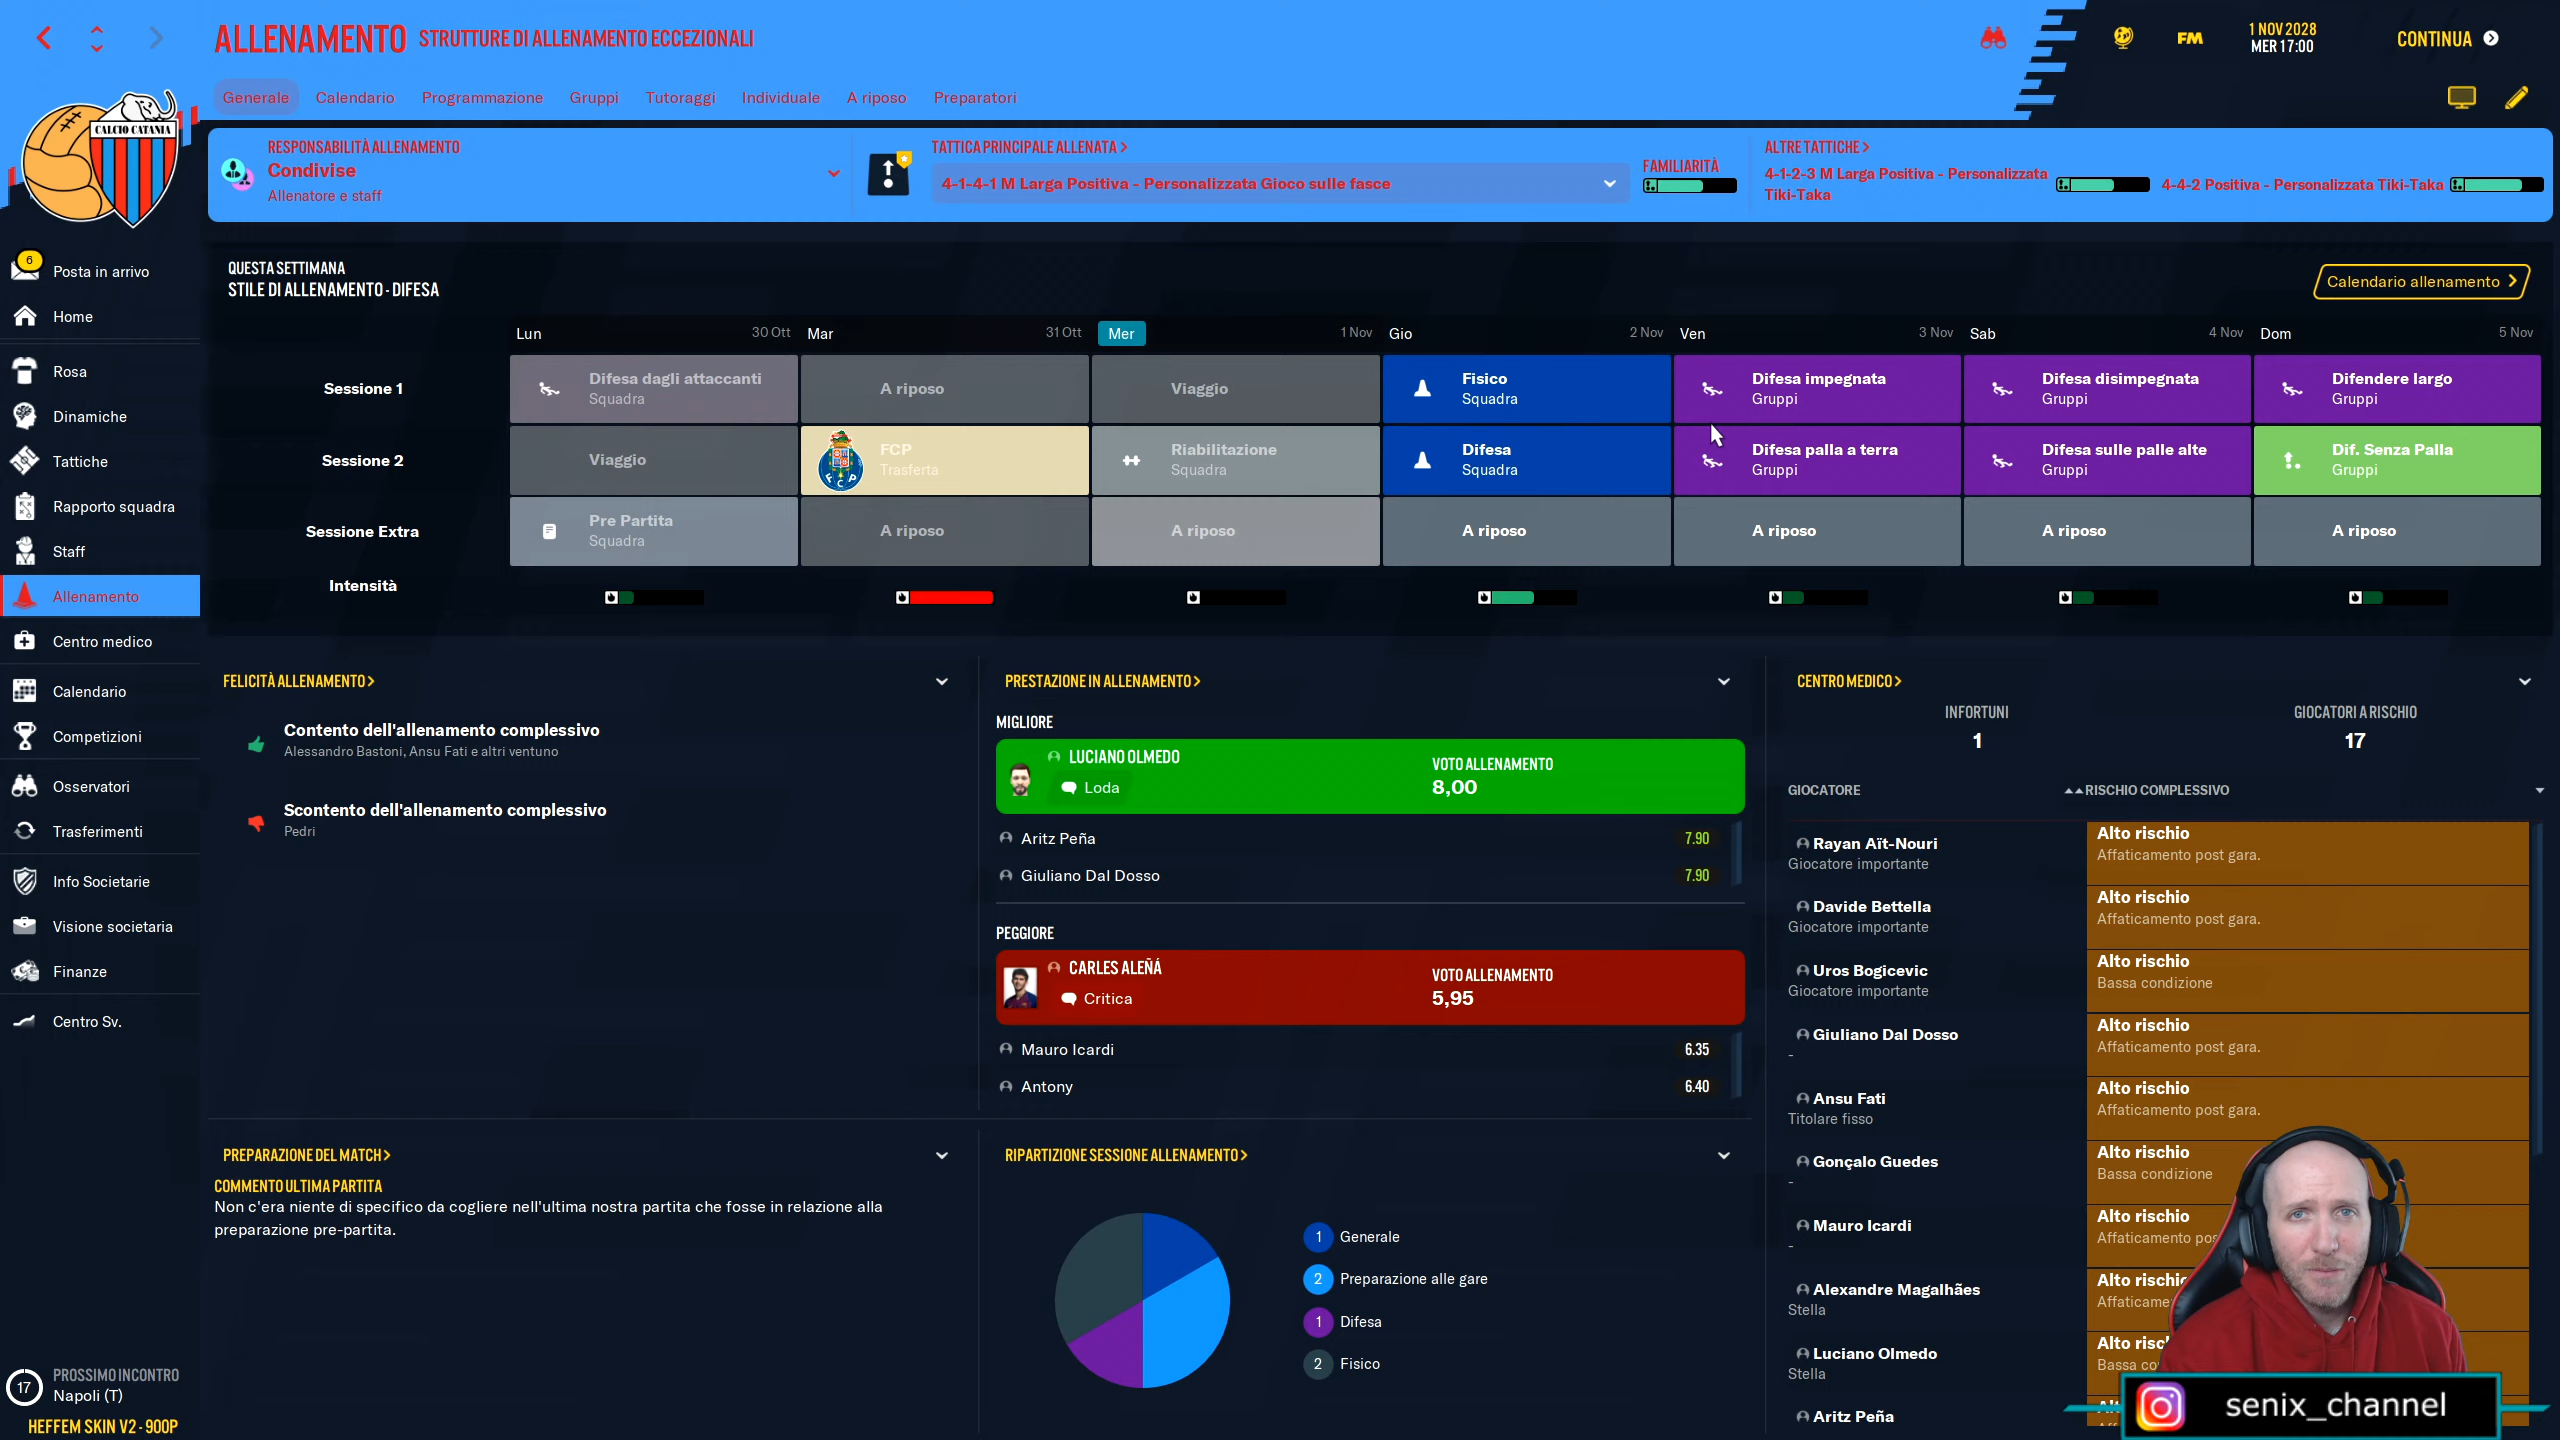 ALLENAMENTO STRUTTURE DI ALLENAMENTO ECCEZIONALI
FM
1 NOV 2028
MER 17:00
CONTINUA
Generale Calendario Programmazione Gruppi Tutoraggi Individuale A riposo Preparatori
CALCIO CATANIA
RESPONSABILITÀ ALLENAMENTO
Condivise
Allenatore e staff
TATTICA PRINCIPALE ALLENATA
4-1-4-1 M Larga Positiva - Personalizzata Gioco sulle fasce
FAMILIARITÀ
ALTRE TATTICHE
4-1-2-3 M Larga Positiva - Personalizzata
Tiki-Taka
4-4-2 Positiva - Personalizzata Tiki-Taka
6
Posta in arrivo
Home
Rosa
Dinamiche
Tattiche
Rapporto squadra
Staff
Allenamento
Centro medico
Calendario
Competizioni
Osservatori
Trasferimenti
Info Societarie
Visione societaria
Finanze
Centro Sv.
17
PROSSIMO INCONTRO
Napoli (T)
HEFFEM SKIN V2 - 900P
QUESTA SETTIMANA
STILE DI ALLENAMENTO - DIFESA
Calendario allenamento
Lun 30 Ott Mar 31 Ott Mer 1 Nov Gio 2 Nov Ven 3 Nov Sab 4 Nov Dom 5 Nov
Sessione 1
Difesa dagli attaccanti
Squadra
A riposo
Viaggio
Fisico
Squadra
Difesa impegnata
Gruppi
Difesa disimpegnata
Gruppi
Difendere largo
Gruppi
Sessione 2
Viaggio
FCP
Trasferta
Riabilitazione
Squadra
Difesa
Squadra
Difesa palla a terra
Gruppi
Difesa sulle palle alte
Gruppi
Dif. Senza Palla
Gruppi
Sessione Extra
Pre Partita
Squadra
A riposo
A riposo
A riposo
A riposo
A riposo
A riposo
Intensità
FELICITÀ ALLENAMENTO
Contento dell'allenamento complessivo
Alessandro Bastoni, Ansu Fati e altri ventuno
Scontento dell'allenamento complessivo
Pedri
PRESTAZIONE IN ALLENAMENTO
MIGLIORE
LUCIANO OLMEDO
Loda
VOTO ALLENAMENTO
8,00
Aritz Peña 7.90
Giuliano Dal Dosso 7.90
PEGGIORE
CARLES ALEÑÁ
Critica
VOTO ALLENAMENTO
5,95
Mauro Icardi 6.35
Antony 6.40
CENTRO MEDICO
INFORTUNI
1
GIOCATORI A RISCHIO
17
GIOCATORE RISCHIO COMPLESSIVO
Rayan Aït-Nouri
Giocatore importante
Alto rischio
Affaticamento post gara.
Davide Bettella
Giocatore importante
Alto rischio
Affaticamento post gara.
Uros Bogicevic
Giocatore importante
Alto rischio
Bassa condizione
Giuliano Dal Dosso
-
Alto rischio
Affaticamento post gara.
Ansu Fati
Titolare fisso
Alto rischio
Affaticamento post gara.
Gonçalo Guedes
-
Alto rischio
Bassa condizione
Mauro Icardi
-
Alto rischio
Affaticamento
Alexandre Magalhães
Stella
Alto
Luciano Olmedo
Stella
Alto
Bassa
Aritz Peña
PREPARAZIONE DEL MATCH
COMMENTO ULTIMA PARTITA
Non c'era niente di specifico da cogliere nell'ultima nostra partita che fosse in relazione alla
preparazione pre-partita.
RIPARTIZIONE SESSIONE ALLENAMENTO
1 Generale
2 Preparazione alle gare
1 Difesa
2 Fisico
senix_channel